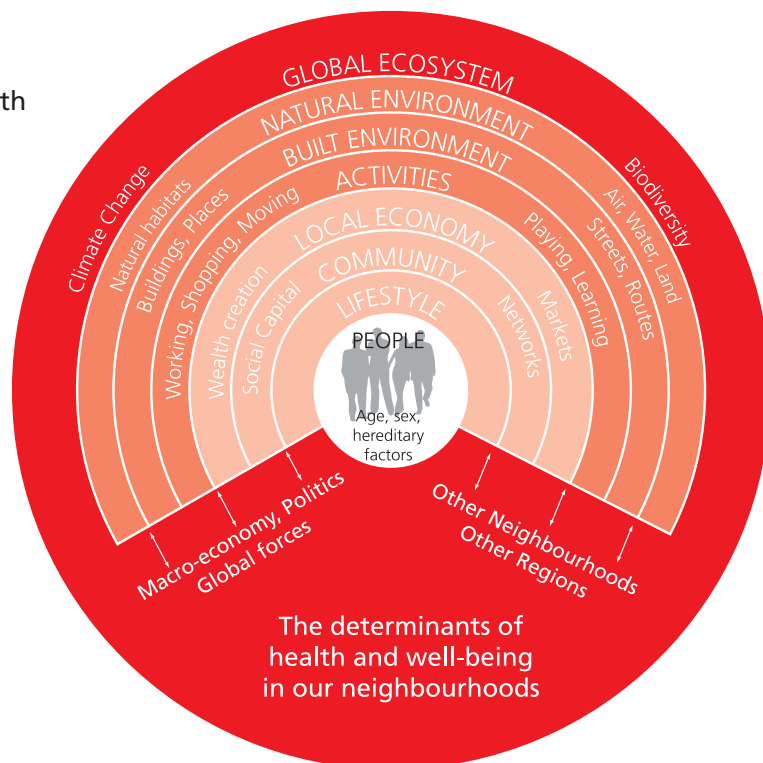 th
GLOBAL ECOSYSTEM
Climate Change
Biodiversity
NATURAL ENVIRONMENT
Natural habitats
Air, Water, Land
BUILT ENVIRONMENT
Buildings, Places
Streets, Routes
ACTIVITIES
Working, Shopping, Moving
Playing, Learning
LOCAL ECONOMY
Wealth creation
Markets
COMMUNITY
Social Capital
Networks
LIFESTYLE
PEOPLE
Age, sex,
hereditary
factors
Macro-economy, Politics
Global forces
Other Neighbourhoods
Other Regions
The determinants of
health and well-being
in our neighbourhoods